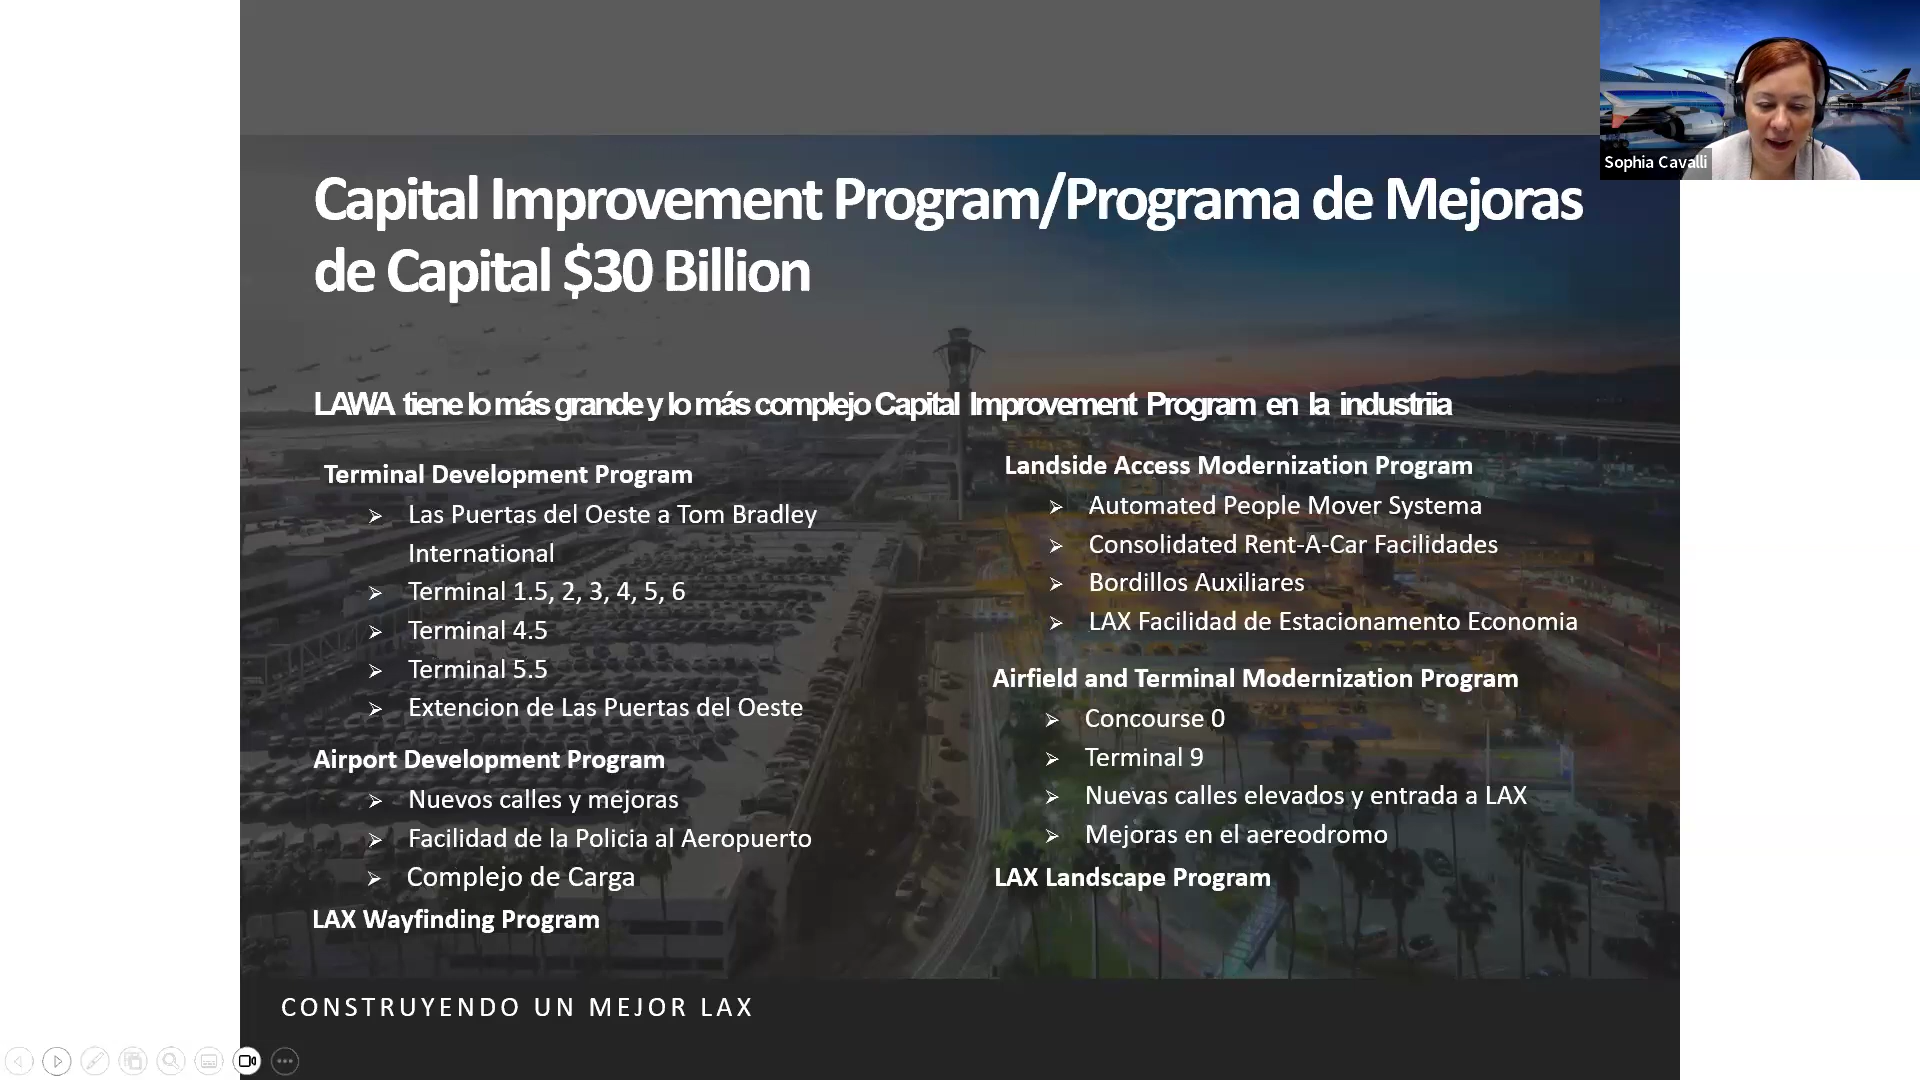 Capital Improvement Program/Programa de Mejoras
de Capital $30 Billion
LAWA tiene lo más grande y lo más complejo Capital Improvement Program en la industriia
Terminal Development Program
Las Puertas del Oeste a Tom Bradley
International
Terminal 1.5, 2, 3, 4, 5, 6
Terminal 4.5
Terminal 5.5
Extencion de Las Puertas del Oeste
Airport Development Program
Nuevos calles y mejoras
Facilidad de la Policia al Aeropuerto
Complejo de Carga
LAX Wayfinding Program
Landside Access Modernization Program
Automated People Mover Systema
Consolidated Rent-A-Car Facilidades
Bordillos Auxiliares
LAX Facilidad de Estacionamento Economia
Airfield and Terminal Modernization Program
Concourse 0
Terminal 9
Nuevas calles elevados y entrada a LAX
Mejoras en el aereodromo
LAX Landscape Program
CONSTRUYENDO UN MEJOR LAX
Sophia Cavalli